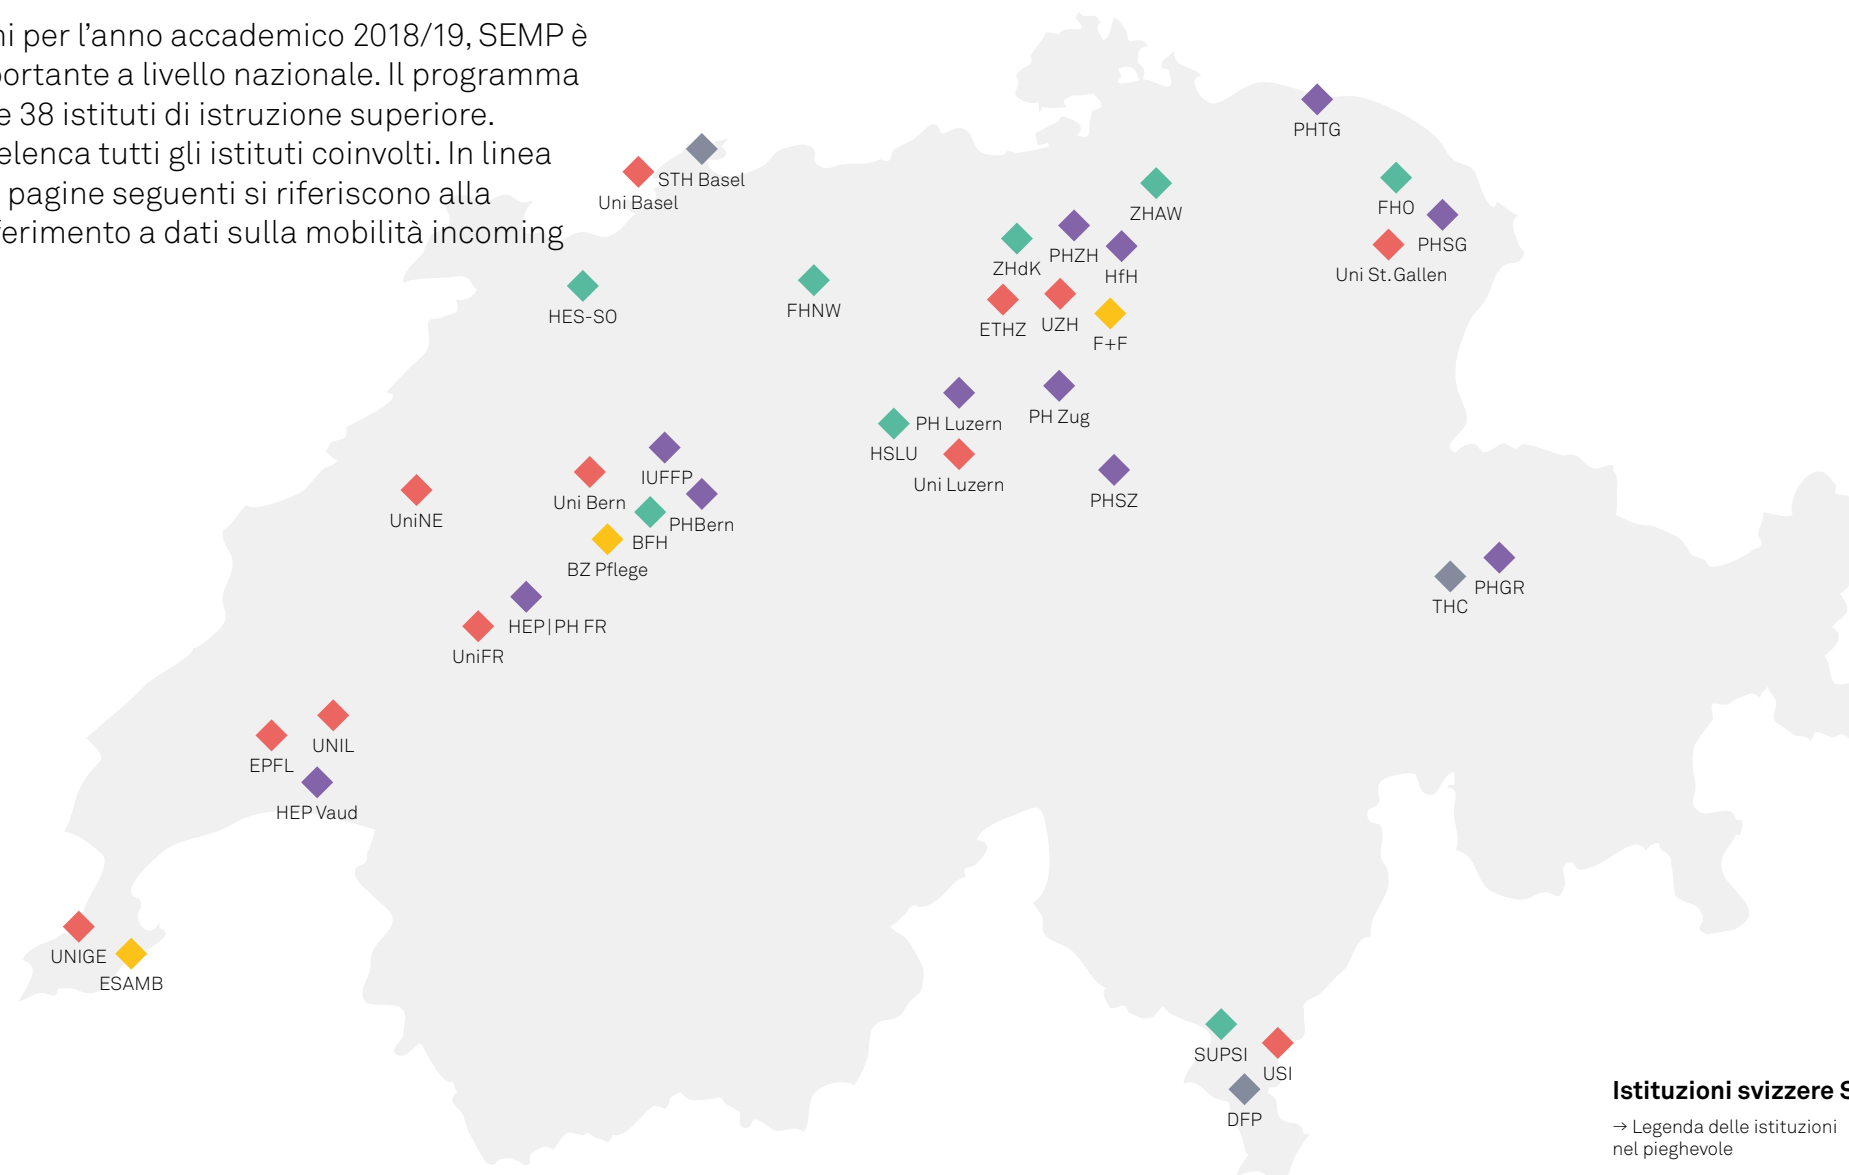 ni per l'anno accademico 2018/19, SEMP è
portante a livello nazionale. Il programma
e 38 istituti di istruzione superiore.
elenca tutti gli istituti coinvolti. In linea
pagine seguenti si riferiscono alla
ferimento a dati sulla mobilità incoming
PHTG
STH Basel
Uni Basel
ZHAW
FHO
PHSG
Uni St. Gallen
ZHdK
PHZH
HfH
HES-SO
FHNW
ETHZ
UZH
F+F
PH Luzern
PH Zug
HSLU
Uni Luzern
PHSZ
IUFFP
Uni Bern
PHBern
UniNE
BFH
BZ Pflege
PHGR
THC
HEP|PH FR
UniFR
UNIL
EPFL
HEP Vaud
UNIGE
ESAMB
SUPSI
USI
DFP
Istituzioni svizzere S
→ Legenda delle istituzioni
nel pieghevole